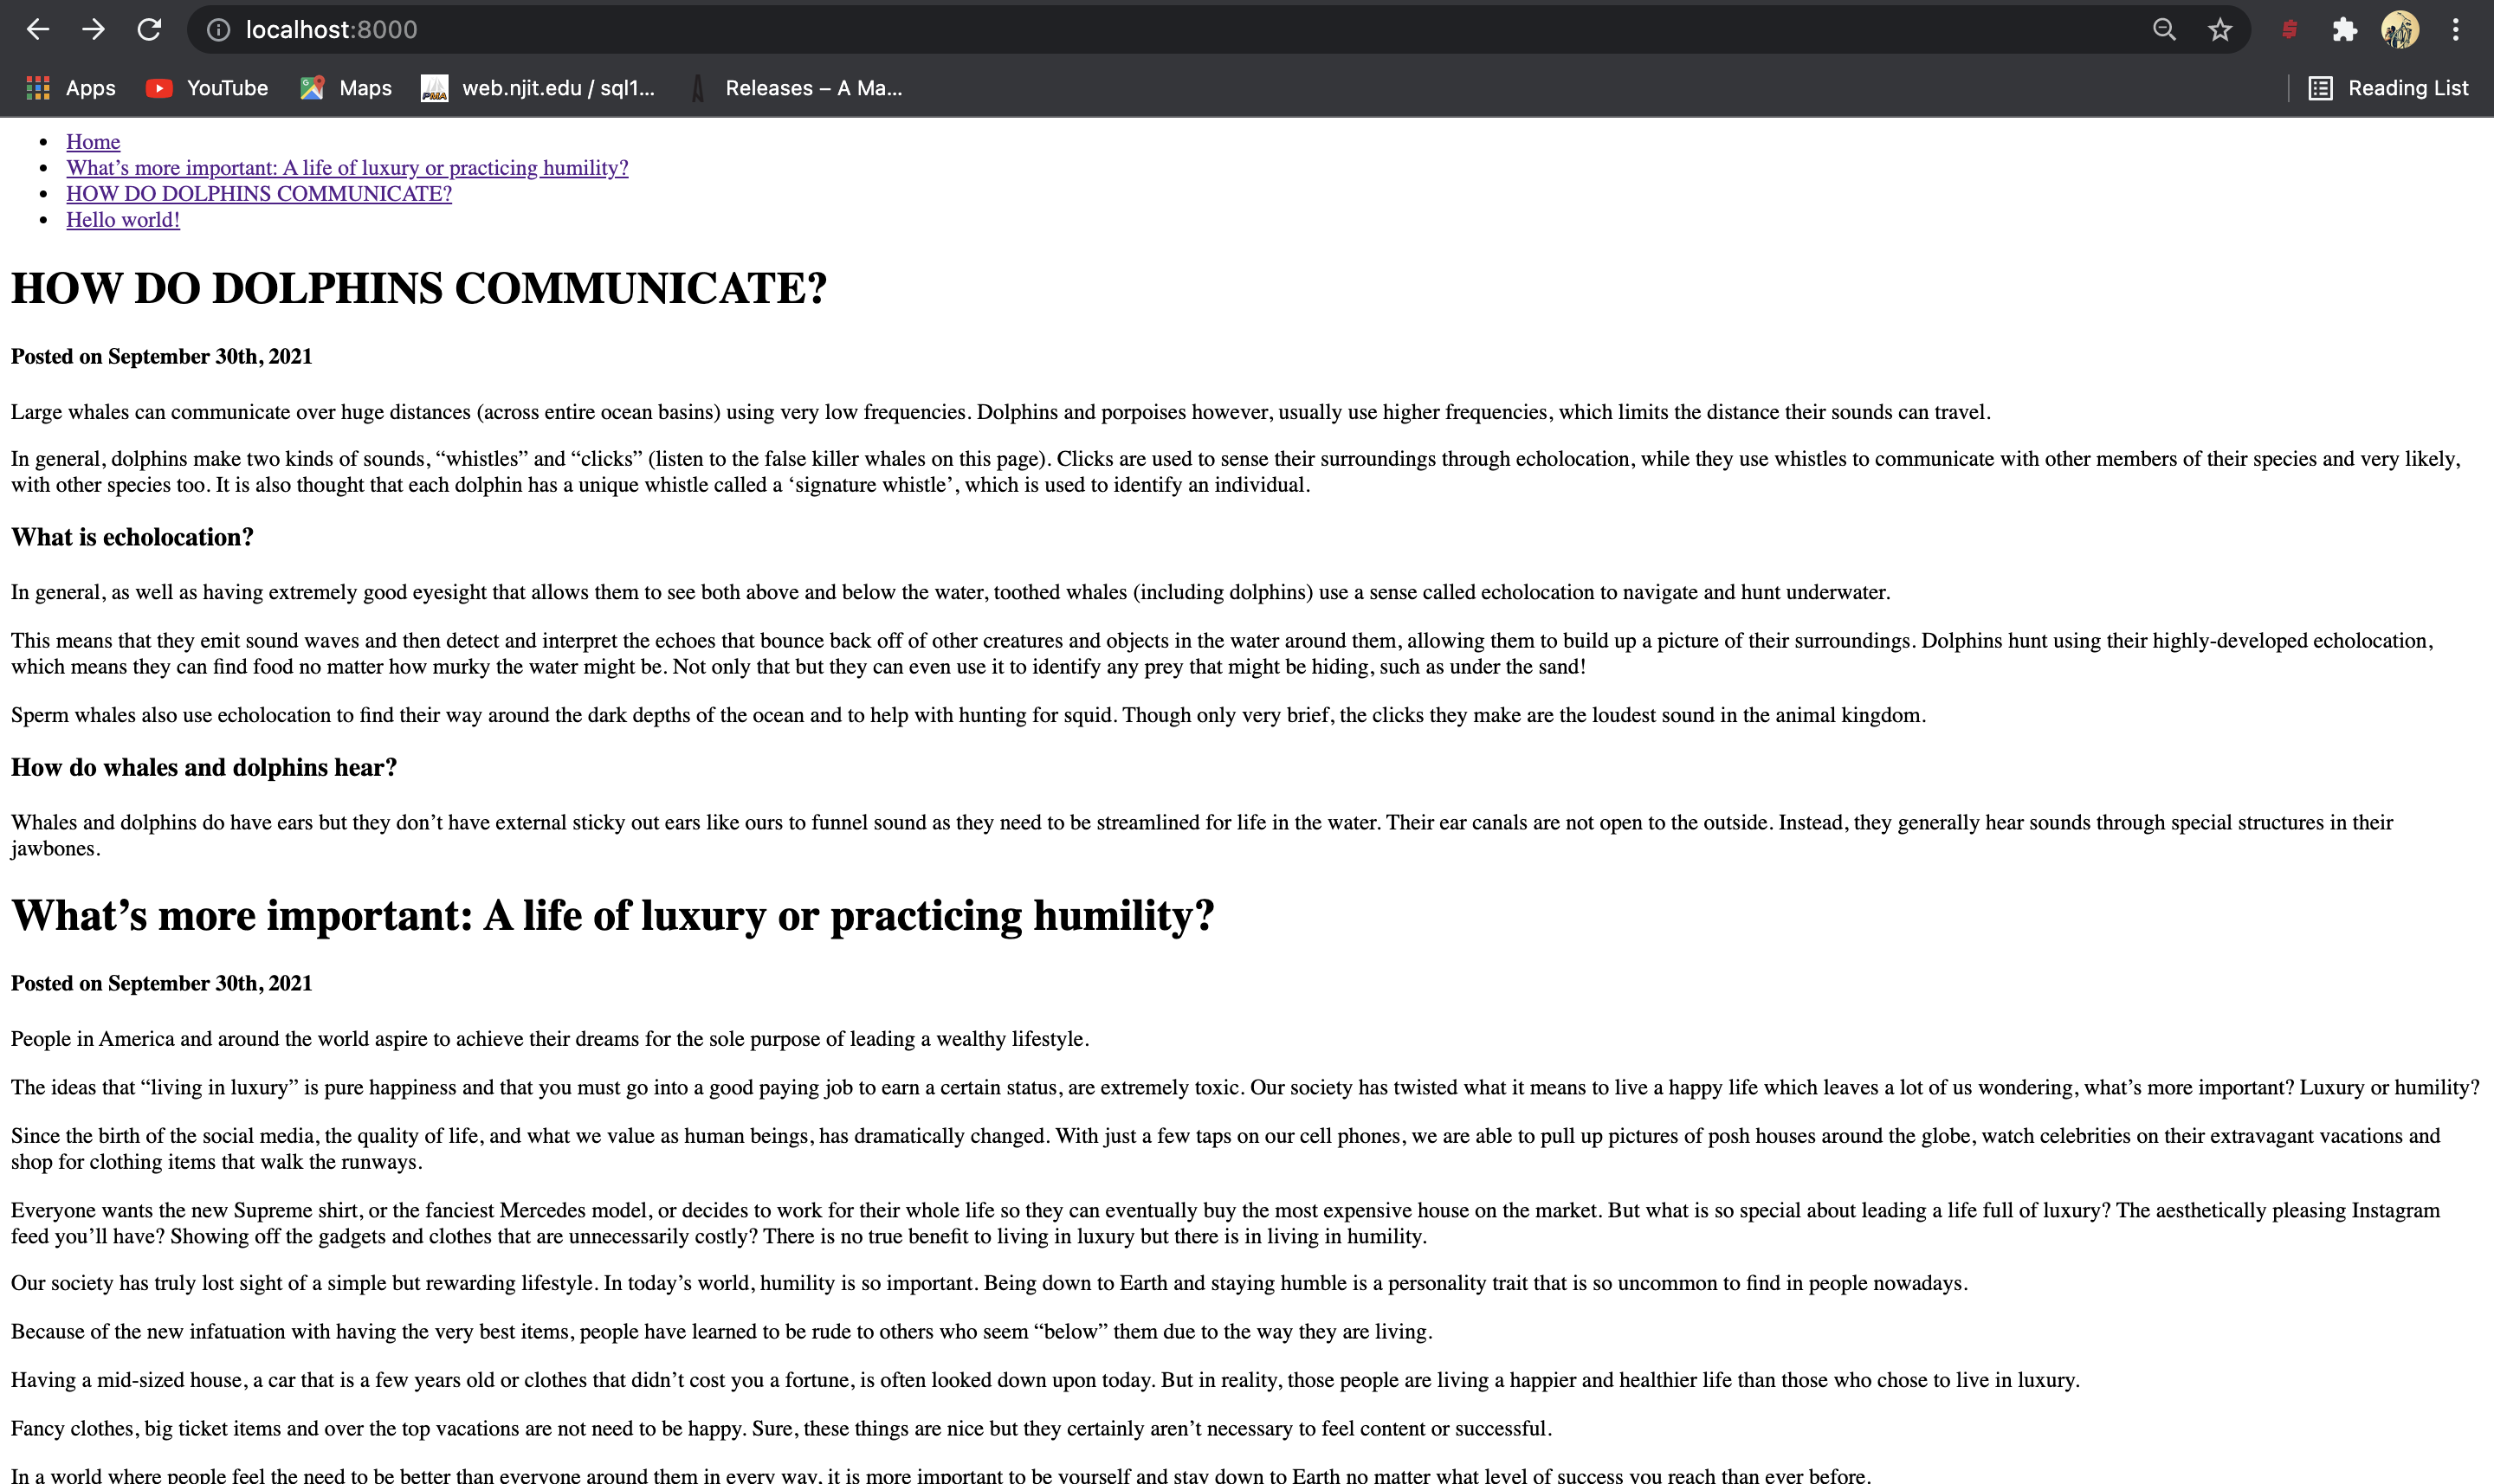 localhost:8000
Apps YouTube Maps web.njit.edu / sql1... Releases – A Ma... Reading List
Home
What’s more important: A life of luxury or practicing humility?
HOW DO DOLPHINS COMMUNICATE?
Hello world!
HOW DO DOLPHINS COMMUNICATE?
Posted on September 30th, 2021
Large whales can communicate over huge distances (across entire ocean basins) using very low frequencies. Dolphins and porpoises however, usually use higher frequencies, which limits the distance their sounds can travel.
In general, dolphins make two kinds of sounds, “whistles” and “clicks” (listen to the false killer whales on this page). Clicks are used to sense their surroundings through echolocation, while they use whistles to communicate with other members of their species and very likely,
with other species too. It is also thought that each dolphin has a unique whistle called a ‘signature whistle’, which is used to identify an individual.
What is echolocation?
In general, as well as having extremely good eyesight that allows them to see both above and below the water, toothed whales (including dolphins) use a sense called echolocation to navigate and hunt underwater.
This means that they emit sound waves and then detect and interpret the echoes that bounce back off of other creatures and objects in the water around them, allowing them to build up a picture of their surroundings. Dolphins hunt using their highly-developed echolocation,
which means they can find food no matter how murky the water might be. Not only that but they can even use it to identify any prey that might be hiding, such as under the sand!
Sperm whales also use echolocation to find their way around the dark depths of the ocean and to help with hunting for squid. Though only very brief, the clicks they make are the loudest sound in the animal kingdom.
How do whales and dolphins hear?
Whales and dolphins do have ears but they don’t have external sticky out ears like ours to funnel sound as they need to be streamlined for life in the water. Their ear canals are not open to the outside. Instead, they generally hear sounds through special structures in their
jawbones.
What’s more important: A life of luxury or practicing humility?
Posted on September 30th, 2021
People in America and around the world aspire to achieve their dreams for the sole purpose of leading a wealthy lifestyle.
The ideas that “living in luxury” is pure happiness and that you must go into a good paying job to earn a certain status, are extremely toxic. Our society has twisted what it means to live a happy life which leaves a lot of us wondering, what’s more important? Luxury or humility?
Since the birth of the social media, the quality of life, and what we value as human beings, has dramatically changed. With just a few taps on our cell phones, we are able to pull up pictures of posh houses around the globe, watch celebrities on their extravagant vacations and
shop for clothing items that walk the runways.
Everyone wants the new Supreme shirt, or the fanciest Mercedes model, or decides to work for their whole life so they can eventually buy the most expensive house on the market. But what is so special about leading a life full of luxury? The aesthetically pleasing Instagram
feed you’ll have? Showing off the gadgets and clothes that are unnecessarily costly? There is no true benefit to living in luxury but there is in living in humility.
Our society has truly lost sight of a simple but rewarding lifestyle. In today’s world, humility is so important. Being down to Earth and staying humble is a personality trait that is so uncommon to find in people nowadays.
Because of the new infatuation with having the very best items, people have learned to be rude to others who seem “below” them due to the way they are living.
Having a mid-sized house, a car that is a few years old or clothes that didn’t cost you a fortune, is often looked down upon today. But in reality, those people are living a happier and healthier life than those who chose to live in luxury.
Fancy clothes, big ticket items and over the top vacations are not need to be happy. Sure, these things are nice but they certainly aren’t necessary to feel content or successful.
In a world where people feel the need to be better than everyone around them in every way, it is more important to be yourself and stay down to Earth no matter what level of success you reach than ever before.